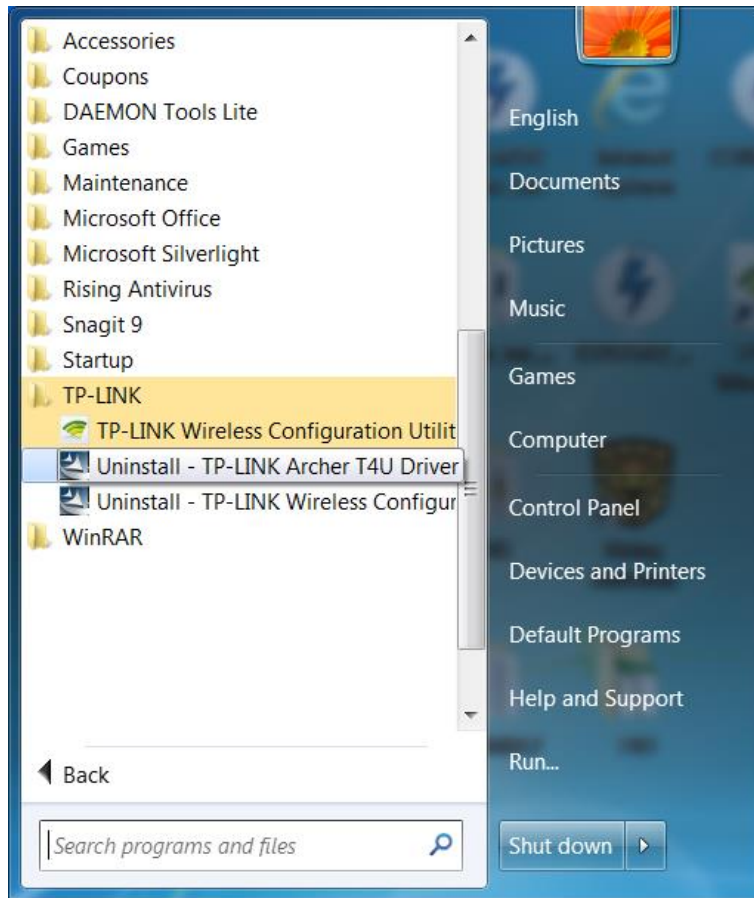 Accessories
Coupons
DAEMON Tools Lite
Games
Maintenance
Microsoft Office
Microsoft Silverlight
Rising Antivirus
Snagit 9
Startup
TP-LINK
TP-LINK Wireless Configuration Utilit
Uninstall - TP-LINK Archer T4U Driver
Uninstall - TP-LINK Wireless Configur
WinRAR
Back
Search programs and files
English
Documents
Pictures
Music
Games
Computer
Control Panel
Devices and Printers
Default Programs
Help and Support
Run...
Shut down